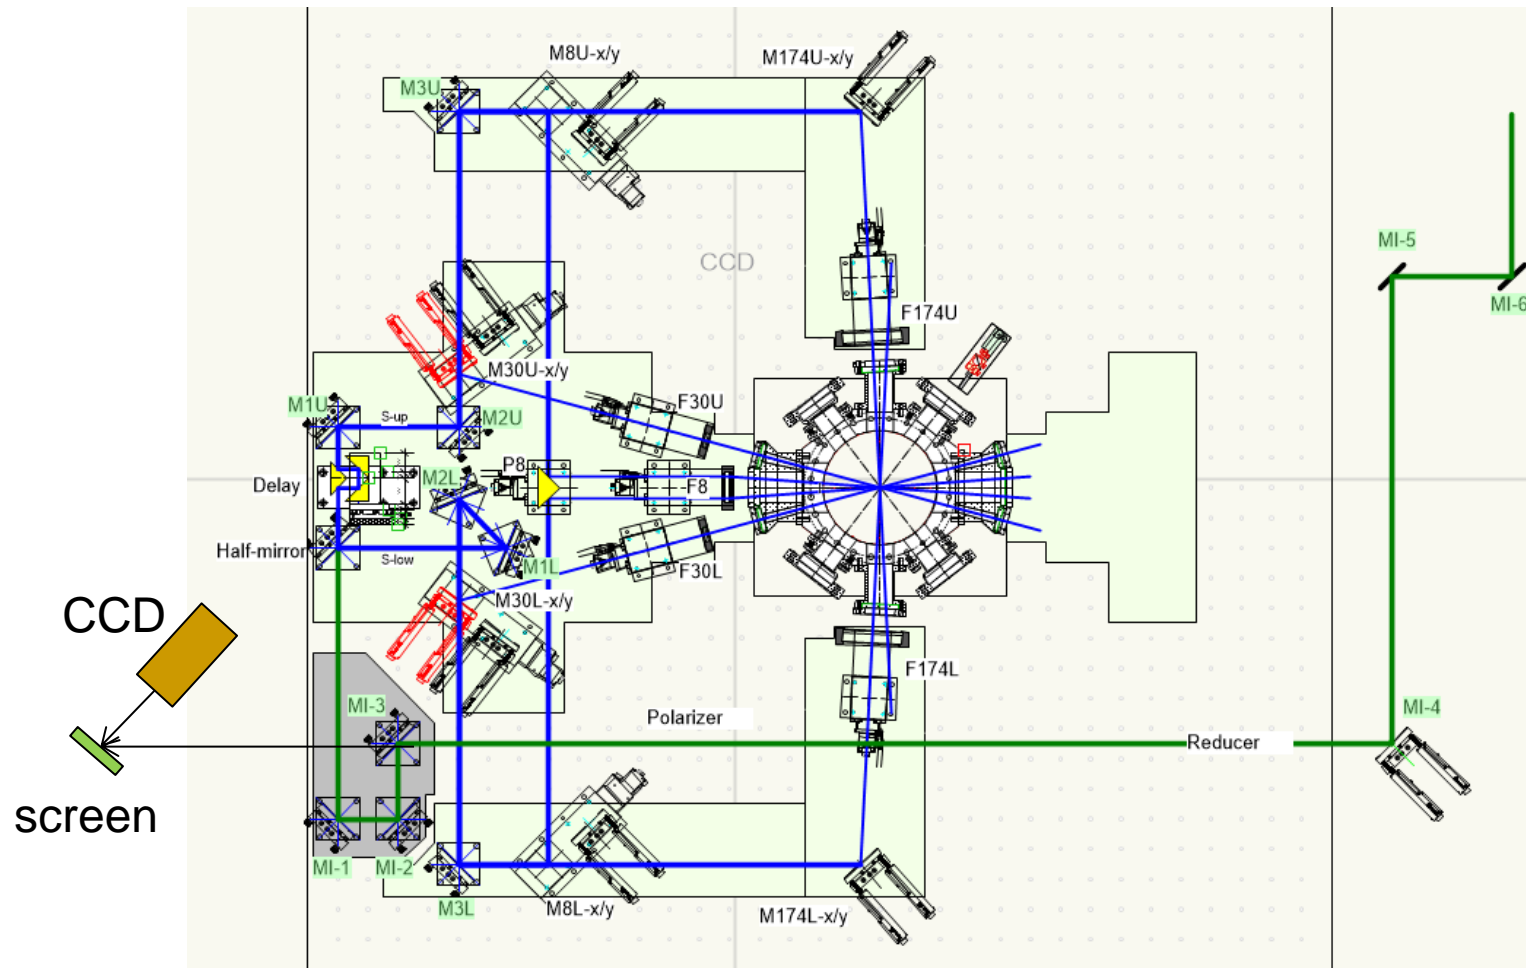 M8U-x/y
M174U-x/y
M3U
CCD
MI-5
MI-6
F174U
M30U-x/y
M1U
S-up
M2U
F30U
P8
M2L
Delay
F8
Half-mirror
S-low
M1L
F30L
M30L-x/y
CCD
F174L
MI-3
Polarizer
MI-4
Reducer
screen
MI-1
MI-2
M3L
M8L-x/y
M174L-x/y